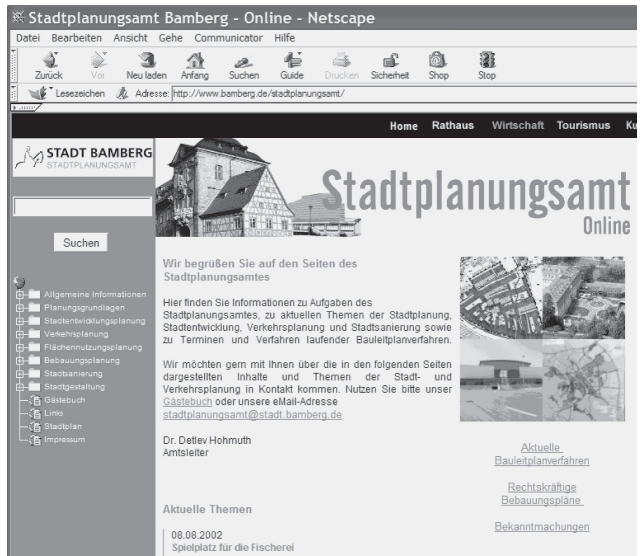 Stadtplanungsamt Bamberg - Online - Netscape
Datei Bearbeiten Ansicht Gehe Communicator Hilfe
Zurück Vor Neu laden Anfang Suchen Guide Drucken Sicherheit Shop Stop
Lesezeichen Adresse: http://www.bamberg.de/stadtplanungsamt/
Home Rathaus Wirtschaft Tourismus Ku
STADT BAMBERG
STADTPLANUNGSAMT
Stadtplanungsamt
Online
Suchen
Allgemeine Informationen
Planungsgrundlagen
Stadtentwicklungsplanung
Verkehrsplanung
Flächennutzungsplanung
Bebauungsplanung
Stadtsanierung
Stadtgestaltung
Gästebuch
Links
Stadtplan
Impressum
Wir begrüßen Sie auf den Seiten des
Stadtplanungsamtes
Hier finden Sie Informationen zu Aufgaben des
Stadtplanungsamtes, zu aktuellen Themen der Stadtplanung,
Stadtentwicklung, Verkehrsplanung und Stadtsanierung sowie
zu Terminen und Verfahren laufender Bauleitplanverfahren.
Wir möchten gern mit Ihnen über die in den folgenden Seiten
dargestellten Inhalte und Themen der Stadt- und
Verkehrsplanung in Kontakt kommen. Nutzen Sie bitte unser
Gästebuch oder unsere eMail-Adresse
stadtplanungsamt@stadt.bamberg.de
Dr. Detlev Hohmuth
Amtsleiter
Aktuelle Themen
08.08.2002
Spielplatz für die Fischerei
Aktuelle
Bauleitplanverfahren
Rechtskräftige
Bebauungspläne
Bekanntmachungen